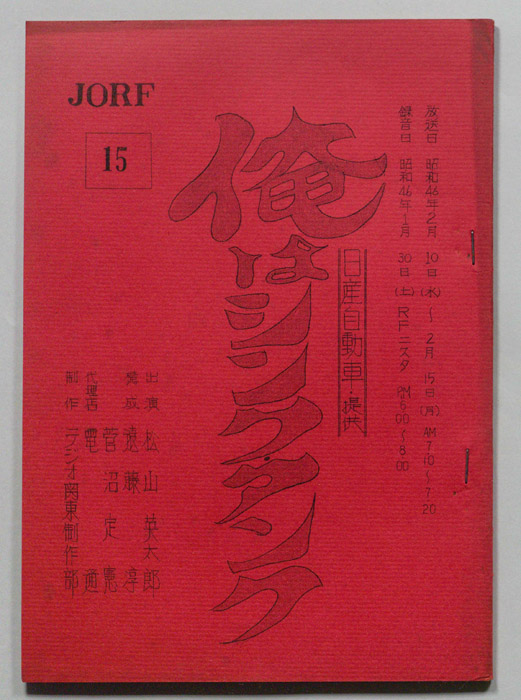 JORF
15
放送日 昭和46年2月10日(水)~2月15日(月) AM7.10~7.20
録音日 昭和46年1月30日(土) RFニスタ PM6.00~8.00
日産自動車・提供
俺はシンク・タンク
出演 松山英太郎
構成 遠藤淳
菅沼定憲
代理店 電通
制作 ラジオ関東制作部